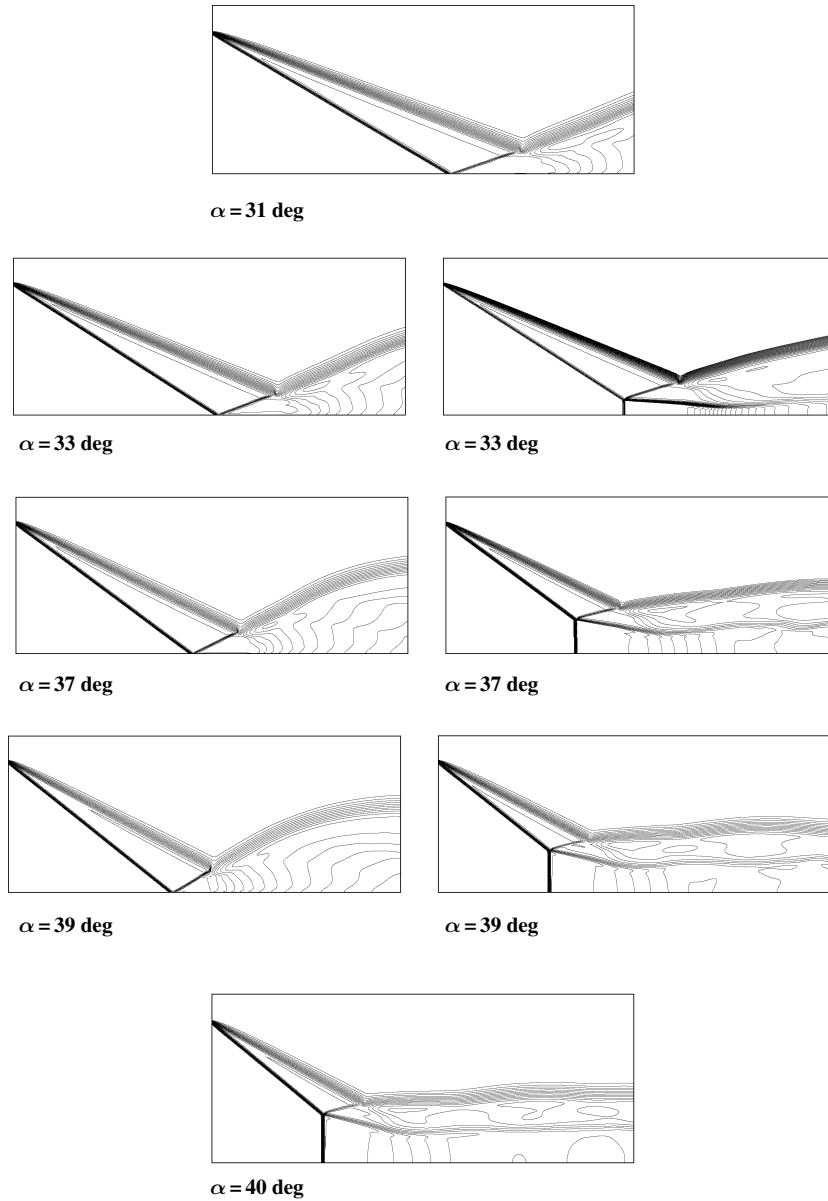 α = 31 deg
α = 33 deg
α = 33 deg
α = 37 deg
α = 37 deg
α = 39 deg
α = 39 deg
α = 40 deg